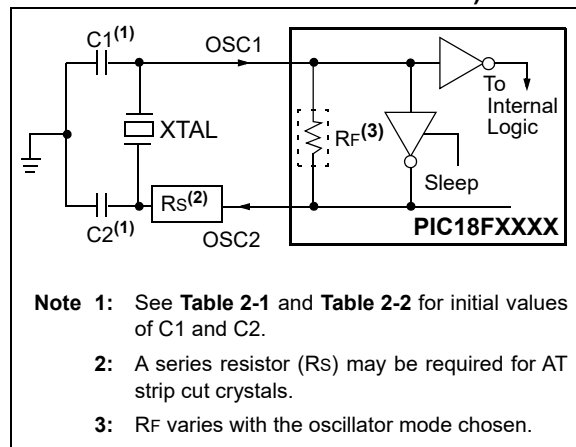 C1(1)
OSC1
To
Internal
Logic
XTAL
RF(3)
Sleep
RS(2)
C2(1)
OSC2
PIC18FXXXX
Note 1: See Table 2-1 and Table 2-2 for initial values
of C1 and C2.
2: A series resistor (RS) may be required for AT
strip cut crystals.
3: RF varies with the oscillator mode chosen.